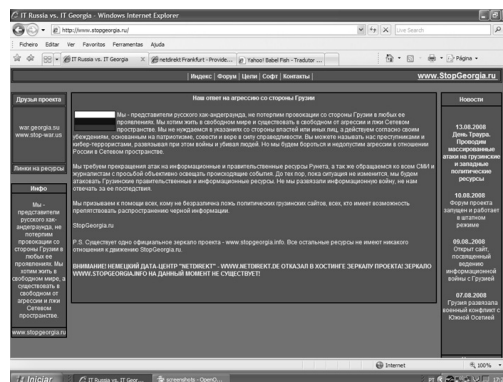 IT Russia vs. IT Georgia - Windows Internet Explorer
http://www.stopgeorgia.ru/
Live Search
Ficheiro Editar Ver Favoritos Ferramentas Ajuda
IT Russia vs. IT Georgia
netdirekt Frankfurt - Provide...
Yahoo! Babel Fish - Tradutor ...
Página
| Индекс | Форум | Цели | Софт | Контакты |
www.StopGeorgia.ru
Друзья проекта
war.georgia.su
www.stop-war.us
Линки на ресурсы
Инфо
Мы -
представители
русского хак-
андерграунда, не
потерпим
провокации со
стороны Грузии в
любых ее
проявлениях. Мы
хотим жить в
свободном мире, а
существовать в
свободном от
агрессии и лжи
Сетевом
пространстве.
www.stopgeorgia.ru
Наш ответ на агрессию со стороны Грузии
Мы - представители русского хак-андерграунда, не потерпим провокации со стороны Грузии в любых ее
проявлениях. Мы хотим жить в свободном мире и существовать в свободном от агрессии и лжи Сетевом
пространстве. Мы не нуждаемся в указаниях со стороны властей или иных лиц, а действуем согласно своим
убеждениям, основанным на патриотизме, совести и вере в силу справедливости. Вы можете называть нас преступниками и
кибер-террористами, развязывая при этом войны и убивая людей. Но мы будем бороться и недопустим агрессии в отношении
России в Сетевом пространстве.
Мы требуем прекращения атак на информационные и правительственные ресурсы Рунета, а так же обращаемся ко всем СМИ и
журналистам с просьбой объективно освещать происходящие события. До тех пор, пока ситуация не изменится, мы будем
атаковать Грузинские правительственные и информационные ресурсы. Не мы развязали информационную войну, не нам
отвечать за ее последствия.
Мы призываем к помощи всех, кому не безразлична ложь политических грузинских сайтов, всех, кто имеет возможность
препятствовать распространению черной информации.
StopGeorgia.ru
P.S. Существует одно официальное зеркало проекта - www.stopgeorgia.info. Все остальные ресурсы не имеют никакого
отношения к движению StopGeorgia.ru.
ВНИМАНИЕ! НЕМЕЦКИЙ ДАТА-ЦЕНТР "NETDIREKT" - WWW.NETDIREKT.DE ОТКАЗАЛ В ХОСТИНГЕ ЗЕРКАЛУ ПРОЕКТА! ЗЕРКАЛО
WWW.STOPGEORGIA.INFO НА ДАННЫЙ МОМЕНТ НЕ СУЩЕСТВУЕТ!
Новости
13.08.2008
День Траура.
Проводим
массированные
атаки на грузинские
и западные
политические
ресурсы
10.08.2008
Форум проекта
запущен и работает
в штатном
режиме
09.08.2008
Открыт сайт,
посвященный
ведению
информационной
войны с Грузией
07.08.2008
Грузия развязала
военный конфликт с
Южной Осетией
Internet
100%
Iniciar
IT Russia vs. IT Geor...
screenshots - OpenO...
PT